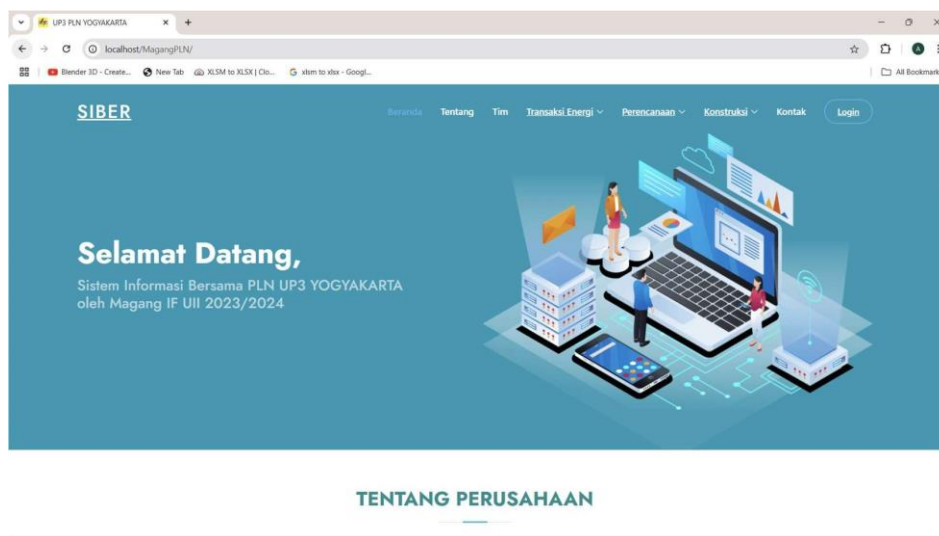 UP3 PLN YOGYAKARTA
localhost/MagangPLN/
Blender 3D - Create... New Tab XLSM to XLSX | Clo... xlsm to xlsx - Googl... All Bookmark
SIBER Beranda Tentang Tim Transaksi Energi Perencanaan Konstruksi Kontak Login
Selamat Datang,
Sistem Informasi Bersama PLN UP3 YOGYAKARTA
oleh Magang IF UII 2023/2024
TENTANG PERUSAHAAN